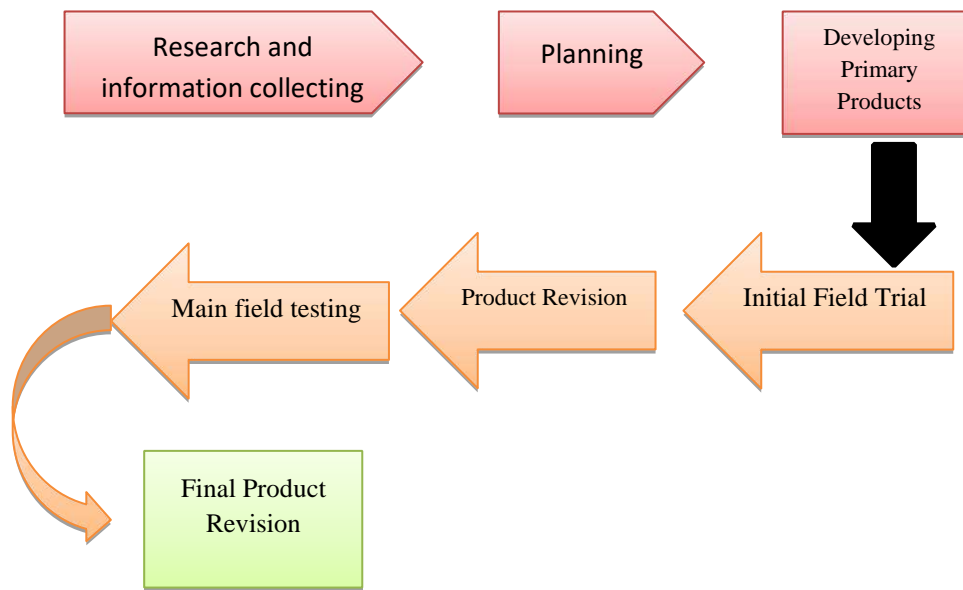 Research and
information collecting
Planning
Developing
Primary
Products
Initial Field Trial
Product Revision
Main field testing
Final Product
Revision